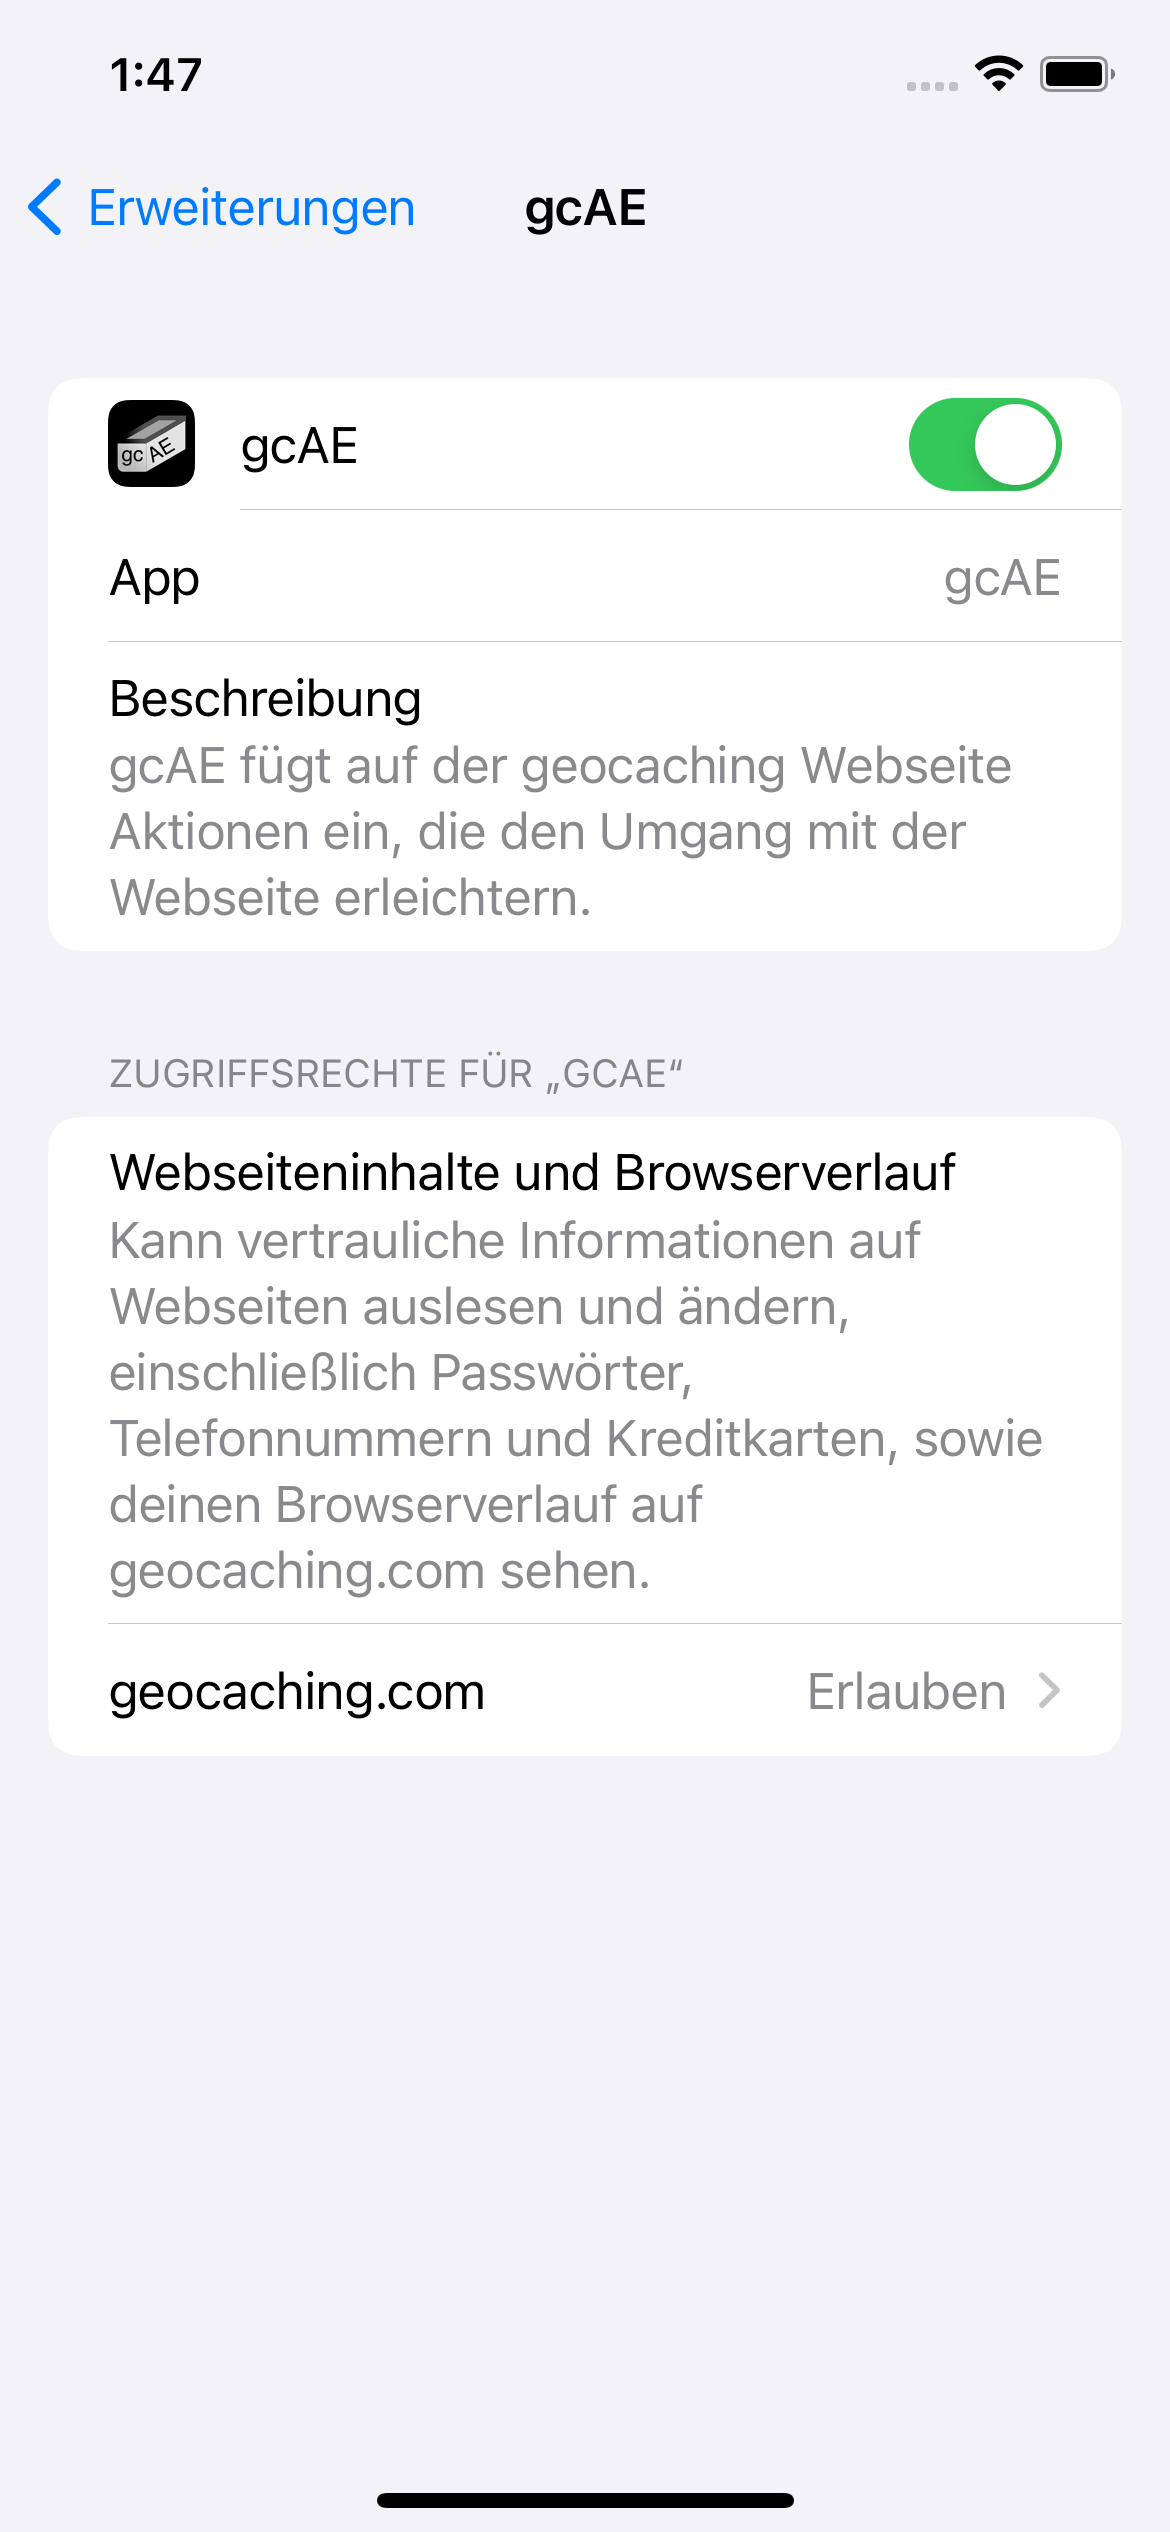 1:47
Erweiterungen
gcAE
gc AE
gcAE
App
gcAE
Beschreibung
gcAE fügt auf der geocaching Webseite
Aktionen ein, die den Umgang mit der
Webseite erleichtern.
ZUGRIFFSRECHTE FÜR „GCAE“
Webseiteninhalte und Browserverlauf
Kann vertrauliche Informationen auf
Webseiten auslesen und ändern,
einschließlich Passwörter,
Telefonnummern und Kreditkarten, sowie
deinen Browserverlauf auf
geocaching.com sehen.
geocaching.com
Erlauben